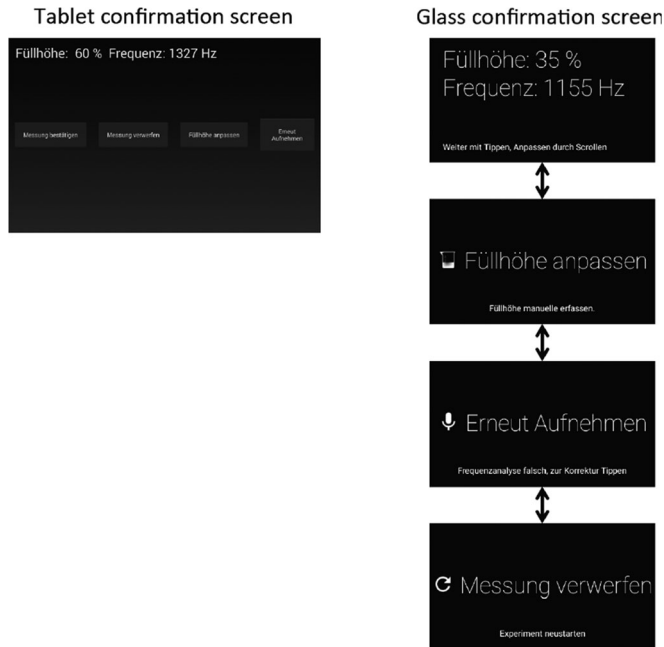 Tablet confirmation screen
Füllhöhe: 60 % Frequenz: 1327 Hz
Messung bestätigen
Messung verwerfen
Füllhöhe anpassen
Erneut
Aufnehmen
Glass confirmation screen
Füllhöhe: 35 %
Frequenz: 1155 Hz
Weiter mit Tippen, Anpassen durch Scrollen
Füllhöhe anpassen
Füllhöhe manuelle erfassen.
Erneut Aufnehmen
Frequenzanalyse falsch, zur Korrektur Tippen
Messung verwerfen
Experiment neustarten